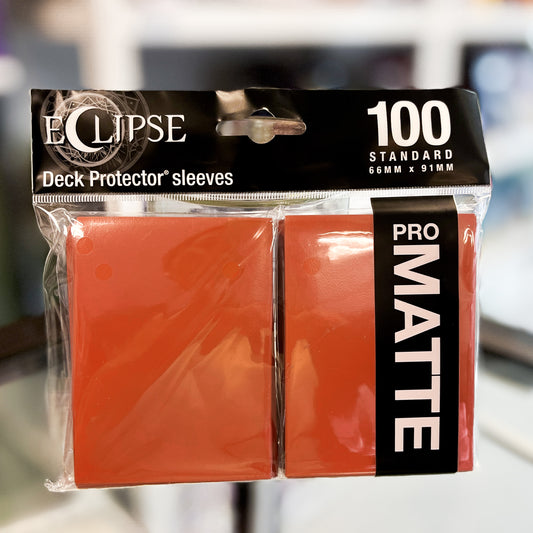 ECLIPSE
Deck Protector® sleeves
100
STANDARD
66MM X 91MM
PRO
MATTE